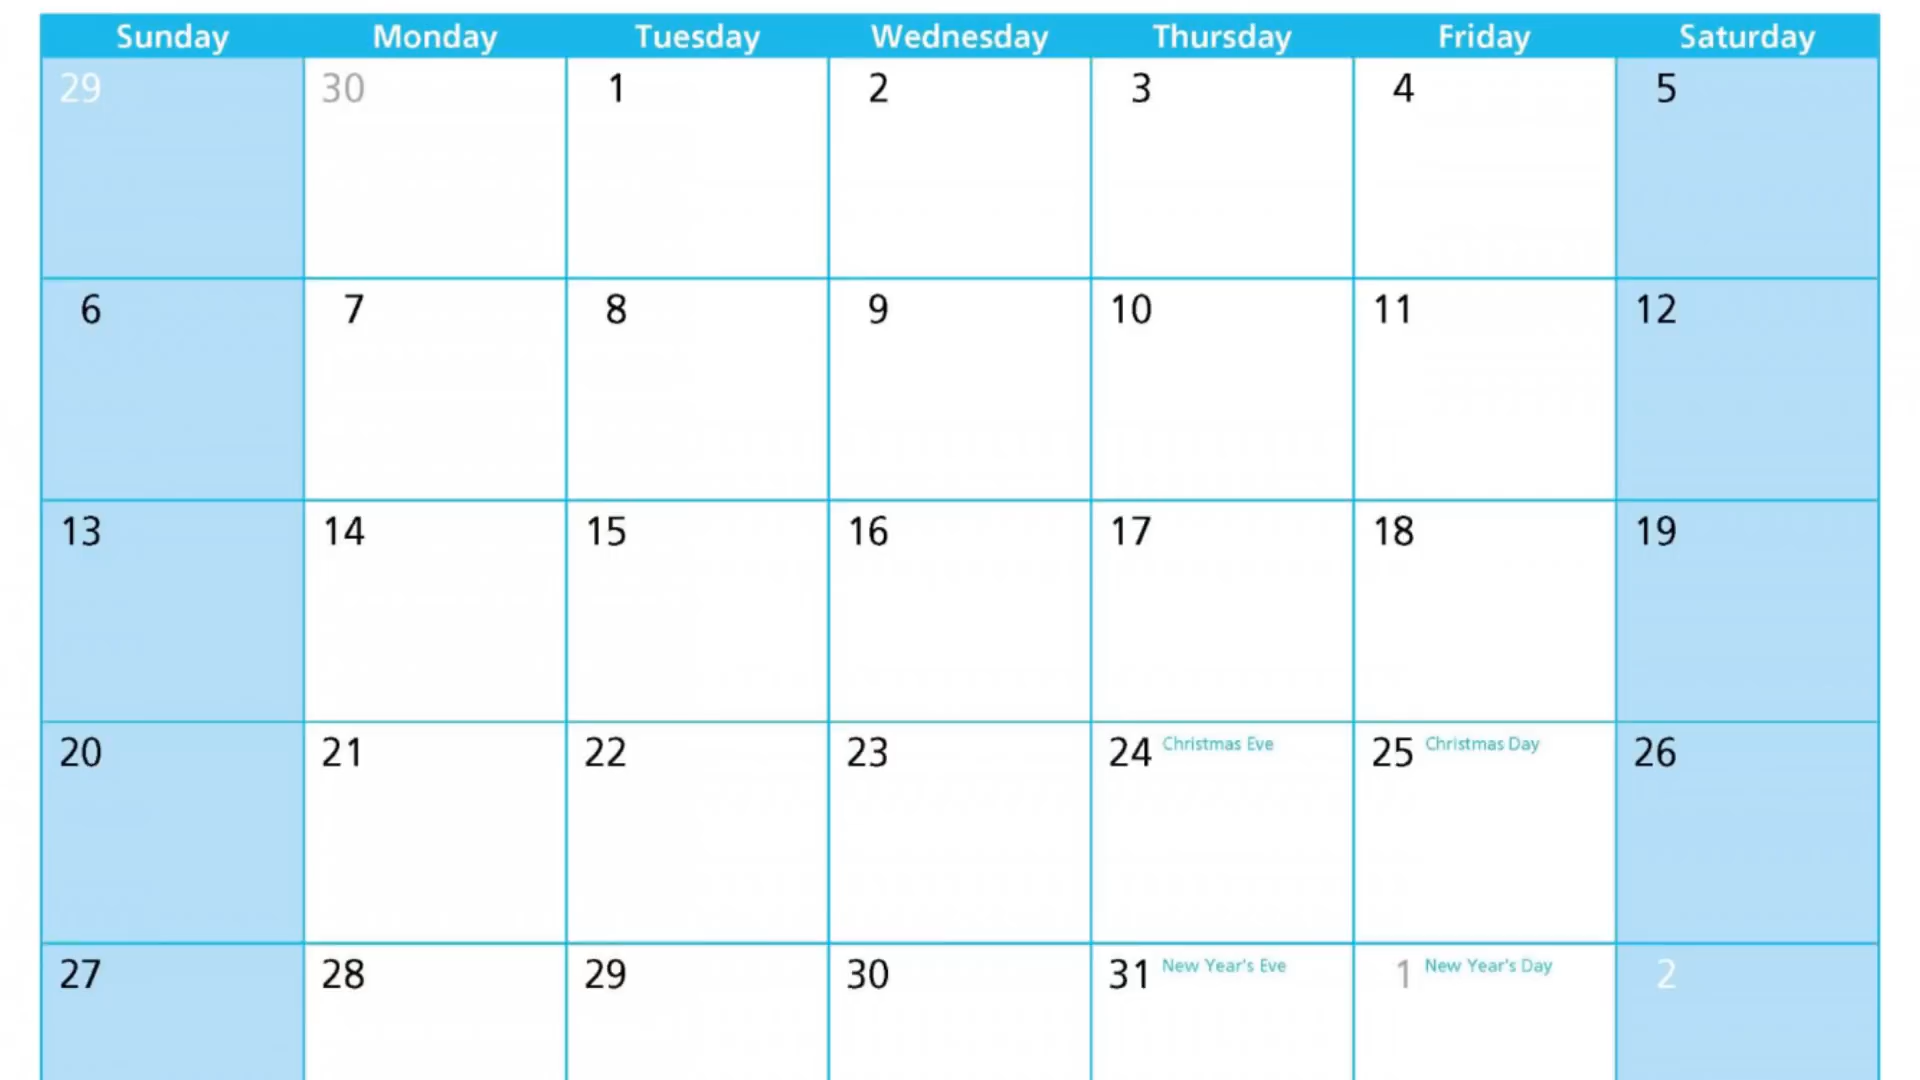 Sunday Monday Tuesday Wednesday Thursday Friday Saturday
29 30 1 2 3 4 5
6 7 8 9 10 11 12
13 14 15 16 17 18 19
20 21 22 23 24 Christmas Eve 25 Christmas Day 26
27 28 29 30 31 New Year's Eve 1 New Year's Day 2